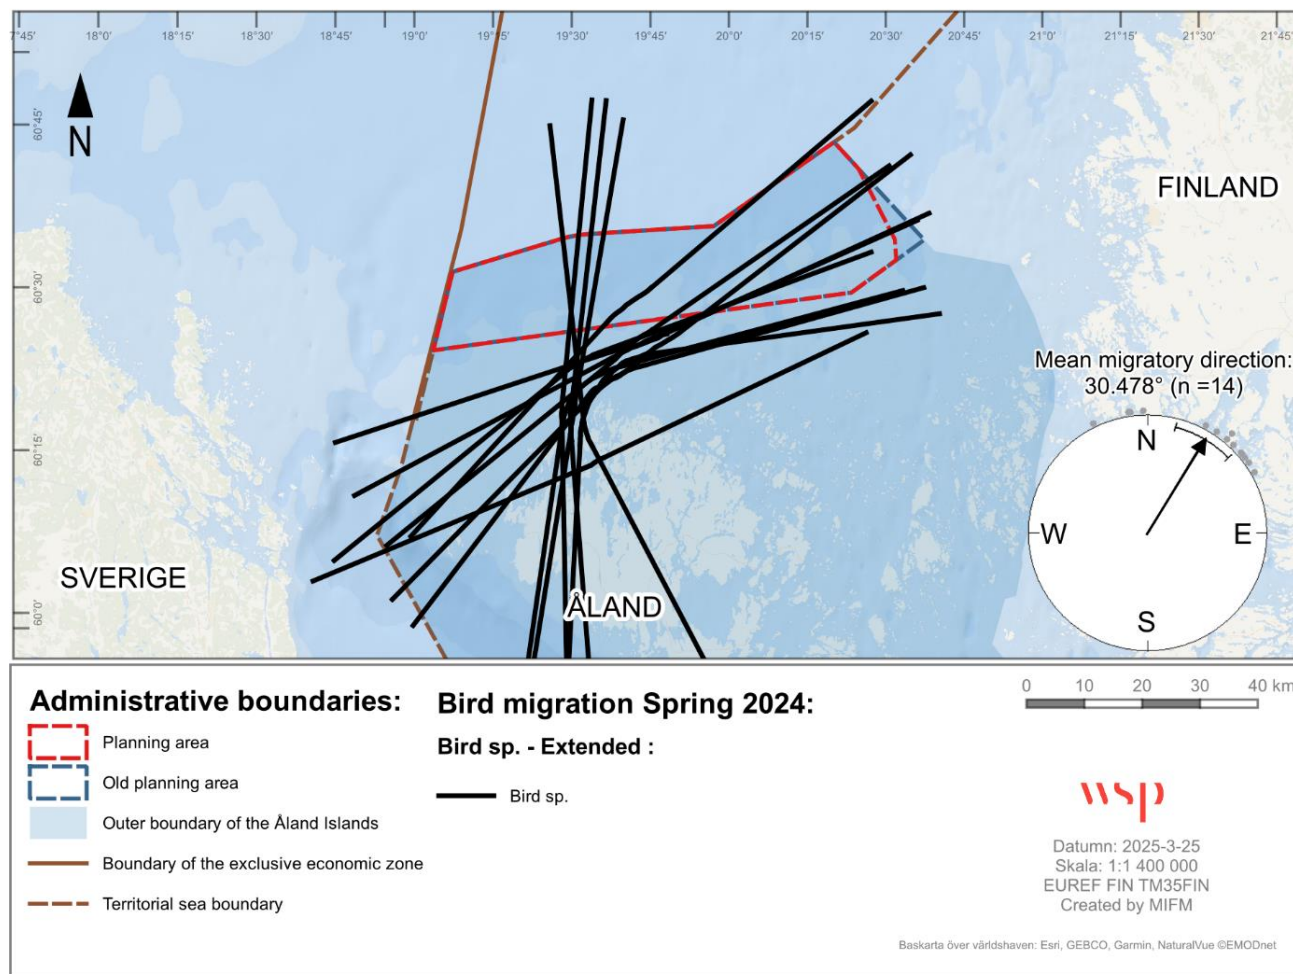 7°45' 18°0' 18°15' 18°30' 18°45' 19°0' 19°15' 19°30' 19°45' 20°0' 20°15' 20°30' 20°45' 21°0' 21°15' 21°30' 21°45'
60°45'
N
FINLAND
60°30'
Mean migratory direction:
30.478° (n =14)
60°15'
N
W E
S
SVERIGE
60°0'
ÅLAND
Administrative boundaries:
Planning area
Old planning area
Outer boundary of the Åland Islands
Boundary of the exclusive economic zone
Territorial sea boundary
Bird migration Spring 2024:
Bird sp. - Extended :
Bird sp.
0 10 20 30 40 km
wsp
Datumn: 2025-3-25
Skala: 1:1 400 000
EUREF FIN TM35FIN
Created by MIFM
Baskarta över världshaven: Esri, GEBCO, Garmin, NaturalVue ©EMODnet